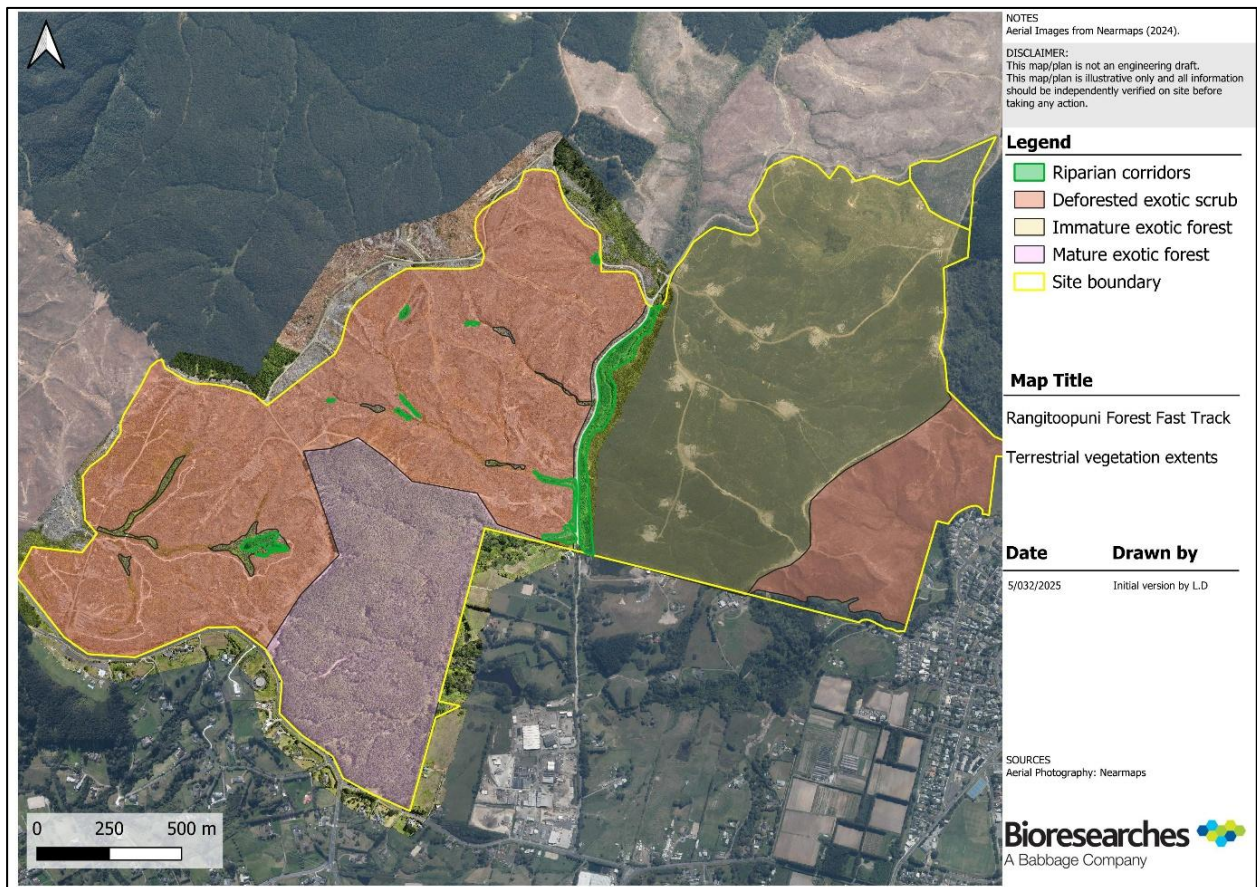 NOTES
Aerial Images from Nearmaps (2024).
DISCLAIMER:
This map/plan is not an engineering draft.
This map/plan is illustrative only and all information
should be independently verified on site before
taking any action.
Legend
Riparian corridors
Deforested exotic scrub
Immature exotic forest
Mature exotic forest
Site boundary
Map Title
Rangitoopuni Forest Fast Track
Terrestrial vegetation extents
Date Drawn by
5/032/2025 Initial version by L.D
SOURCES
Aerial Photography: Nearmaps
Bioresearches
A Babbage Company
0 250 500 m